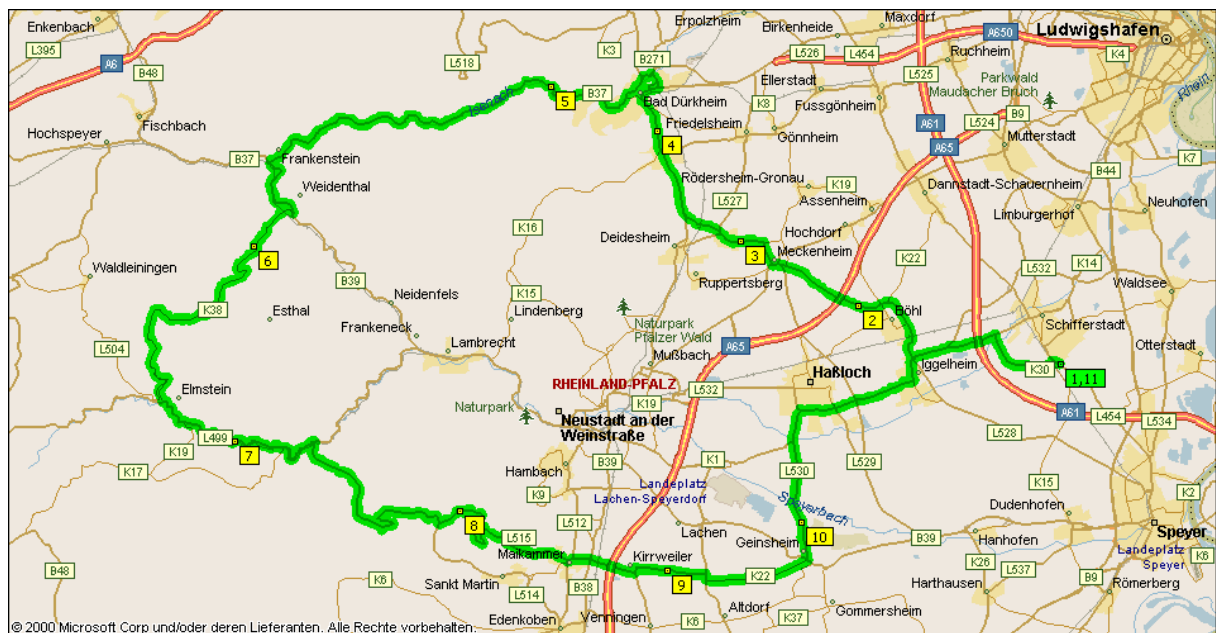 Enkenbach
Erpolzheim
Birkenheide
Maxdorf
A650
Ludwigshafen
L395
A6
B48
L518
K3
B271
L526
L454
Ruchheim
K4
L525
Rhein
Ellerstadt
Parkwald
Maudacher Bruch
Isenach
5
B37
Bad Dürkheim
K8
Fussgönheim
B9
Fischbach
Hochspeyer
Friedelsheim
Gönnheim
A61
L524
A65
Mutterstadt
4
B37
Frankenstein
K7
Weidenthal
Rödersheim-Gronau
K19
B44
Dannstadt-Schauernheim
L527
Assenheim
Limburgerhof
Neuhofen
K16
Hochdorf
Deidesheim
3
Meckenheim
6
K22
K14
L532
Waldleiningen
B39
Ruppertsberg
Waldsee
K15
Neidenfels
Lindenberg
K38
Esthal
Naturpark
Pfälzer Wald
2
Böhl
Schifferstadt
Frankeneck
Lambrecht
L504
Mußbach
A65
Otterstadt
Iggelheim
K30
1,11
Elmstein
RHEINLAND-PFALZ
L532
Haßloch
K19
Naturpark
Neustadt an der
Weinstraße
A61
L454
L534
L499
7
K19
K17
L528
Hambach
B39
K1
L530
L529
K9
Landeplatz
Lachen-Speyerdorf
K15
K2
Speyerbach
Dudenhofen
8
L512
Lachen
10
Speyer
L515
Geinsheim
B39
Hanhofen
Landeplatz
Speyer
Maikammer
Kirrweiler
K6
B48
K6
Sankt Martin
9
K22
K26
L537
B9
Harthausen
Römerberg
L514
B38
Altdorf
Gommersheim
Edenkoben
Venningen
K6
K37
© 2000 Microsoft Corp und/oder deren Lieferanten. Alle Rechte vorbehalten.